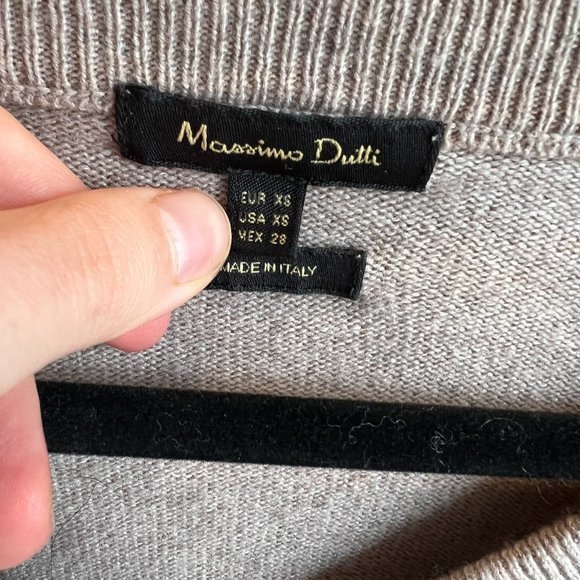 Massimo Dutti
EUR XS
USA XS
MEX 28
MADE IN ITALY